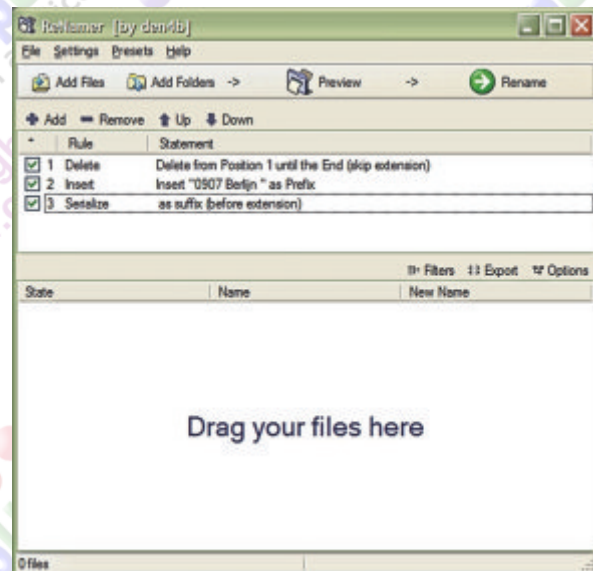 ReNamer [by den4b]
File Settings Presets Help
Add Files Add Folders -> Preview -> Rename
Add Remove Up Down
* Rule Statement
1 Delete Delete from Position 1 until the End (skip extension)
2 Insert Insert "0907 Berlijn " as Prefix
3 Serialize as suffix (before extension)
Filters Export Options
State Name New Name
Drag your files here
0 files